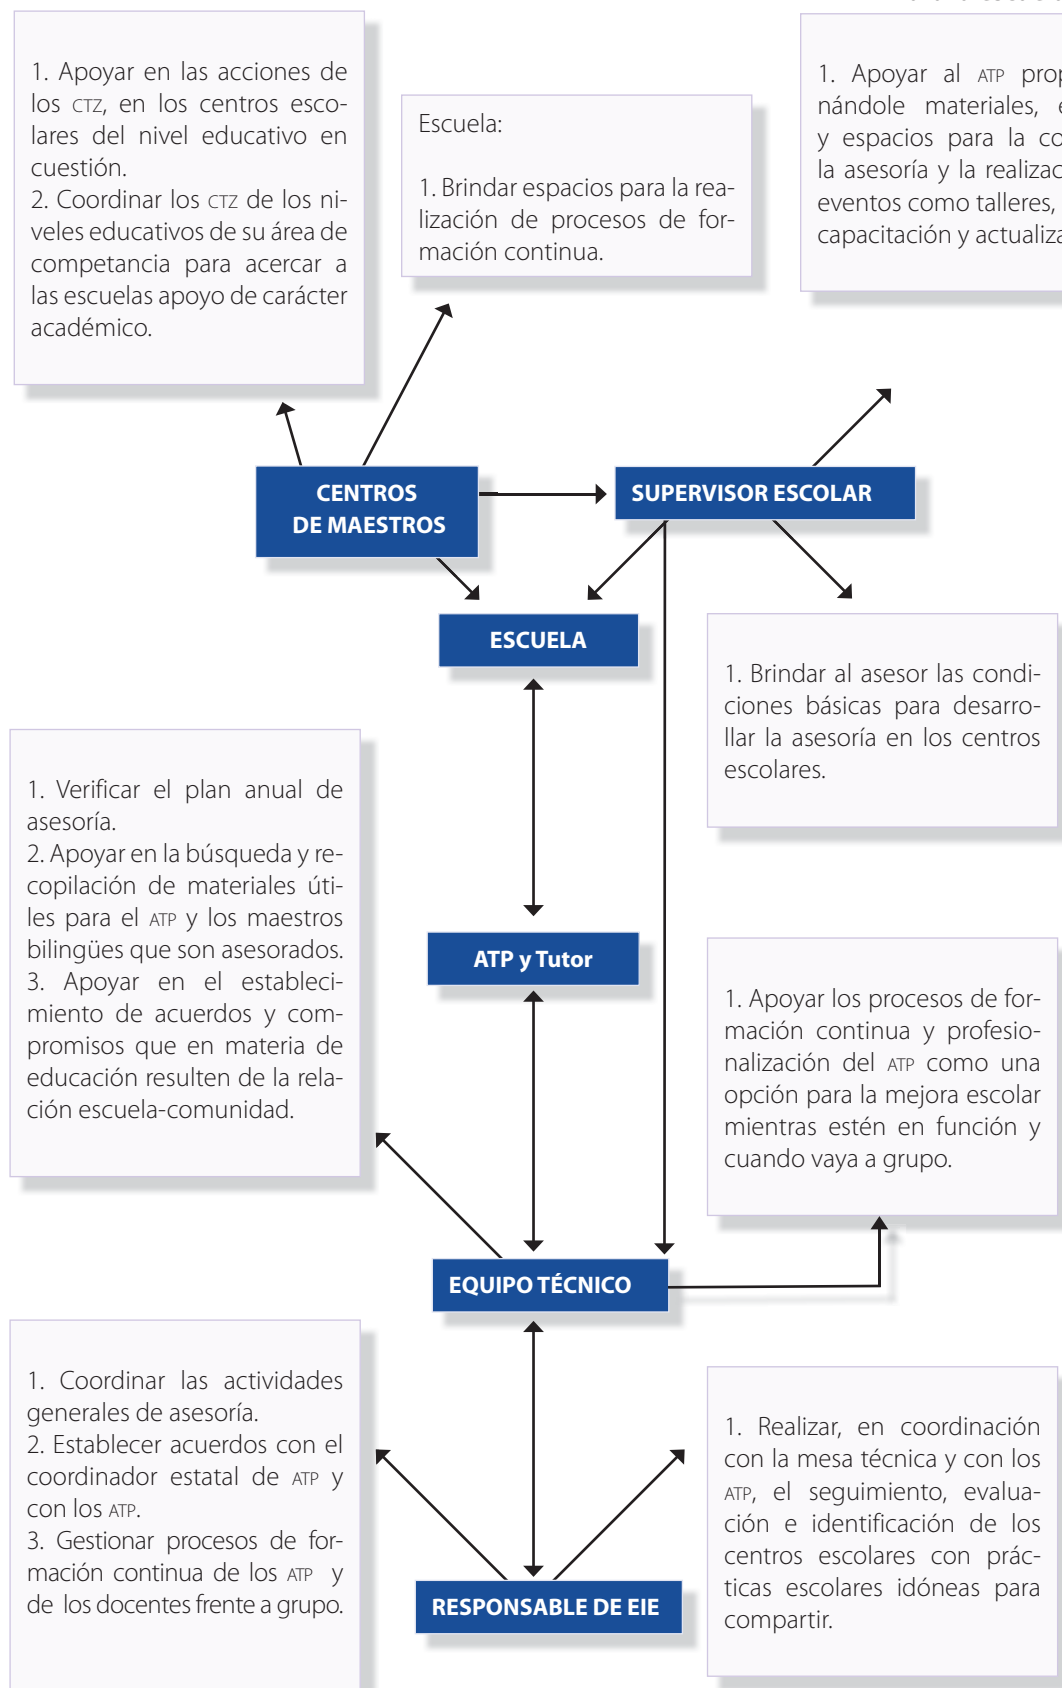 1. Apoyar en las acciones de
los CTZ, en los centros esco-
lares del nivel educativo en
cuestión.
2. Coordinar los CTZ de los ni-
veles educativos de su área de
competancia para acercar a
las escuelas apoyo de carácter
académico.
Escuela:
1. Brindar espacios para la rea-
lización de procesos de for-
mación continua.
1. Apoyar al ATP
nándole materiales,
y espacios para la
la asesoría y la
eventos como talleres,
capacitación y
CENTROS
DE MAESTROS
SUPERVISOR ESCOLAR
ESCUELA
1. Brindar al asesor las condi-
ciones básicas para desarro-
llar la asesoría en los centros
escolares.
1. Verificar el plan anual de
asesoría.
2. Apoyar en la búsqueda y re-
copilación de materiales úti-
les para el ATP y los maestros
bilingües que son asesorados.
3. Apoyar en el estableci-
miento de acuerdos y com-
promisos que en materia de
educación resulten de la rela-
ción escuela-comunidad.
ATP y Tutor
1. Apoyar los procesos de for-
mación continua y profesio-
nalización del ATP como una
opción para la mejora escolar
mientras estén en función y
cuando vaya a grupo.
EQUIPO TÉCNICO
1. Coordinar las actividades
generales de asesoría.
2. Establecer acuerdos con el
coordinador estatal de ATP y
con los ATP.
3. Gestionar procesos de for-
mación continua de los ATP y
de los docentes frente a grupo.
1. Realizar, en coordinación
con la mesa técnica y con los
ATP, el seguimiento, evalua-
ción e identificación de los
centros escolares con prác-
ticas escolares idóneas para
compartir.
RESPONSABLE DE EIE